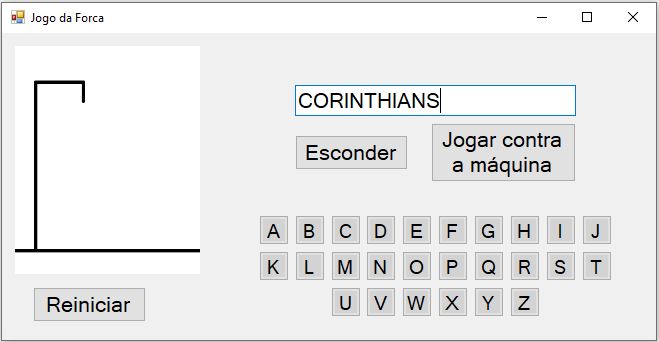 Jogo da Forca
CORINTHIANS
Esconder
Jogar contra
a máquina
A B C D E F G H I J
K L M N O P Q R S T
U V W X Y Z
Reiniciar